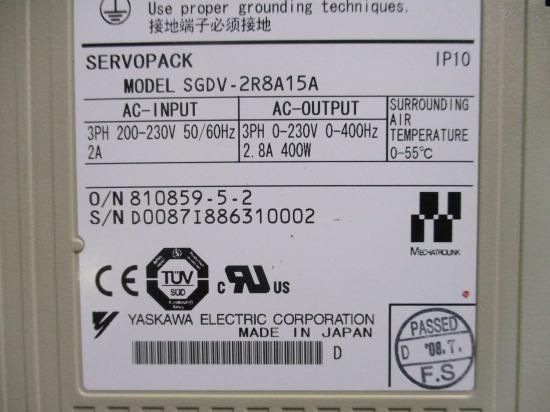 Use proper grounding techniques.
接地端子必须接地
SERVOPACK IP10
MODEL SGDV-2R8A15A
AC-INPUT AC-OUTPUT SURROUNDING AIR TEMPERATURE 0-55℃
3PH 200-230V 50/60Hz 3PH 0-230V 0-400Hz
2A 2.8A 400W
O/N 810859-5-2
S/N D0087I886310002
MECHATROLINK
CE TÜV SÜD c RU US
YASKAWA ELECTRIC CORPORATION
MADE IN JAPAN
D
PASSED
D '08.7.
F.S